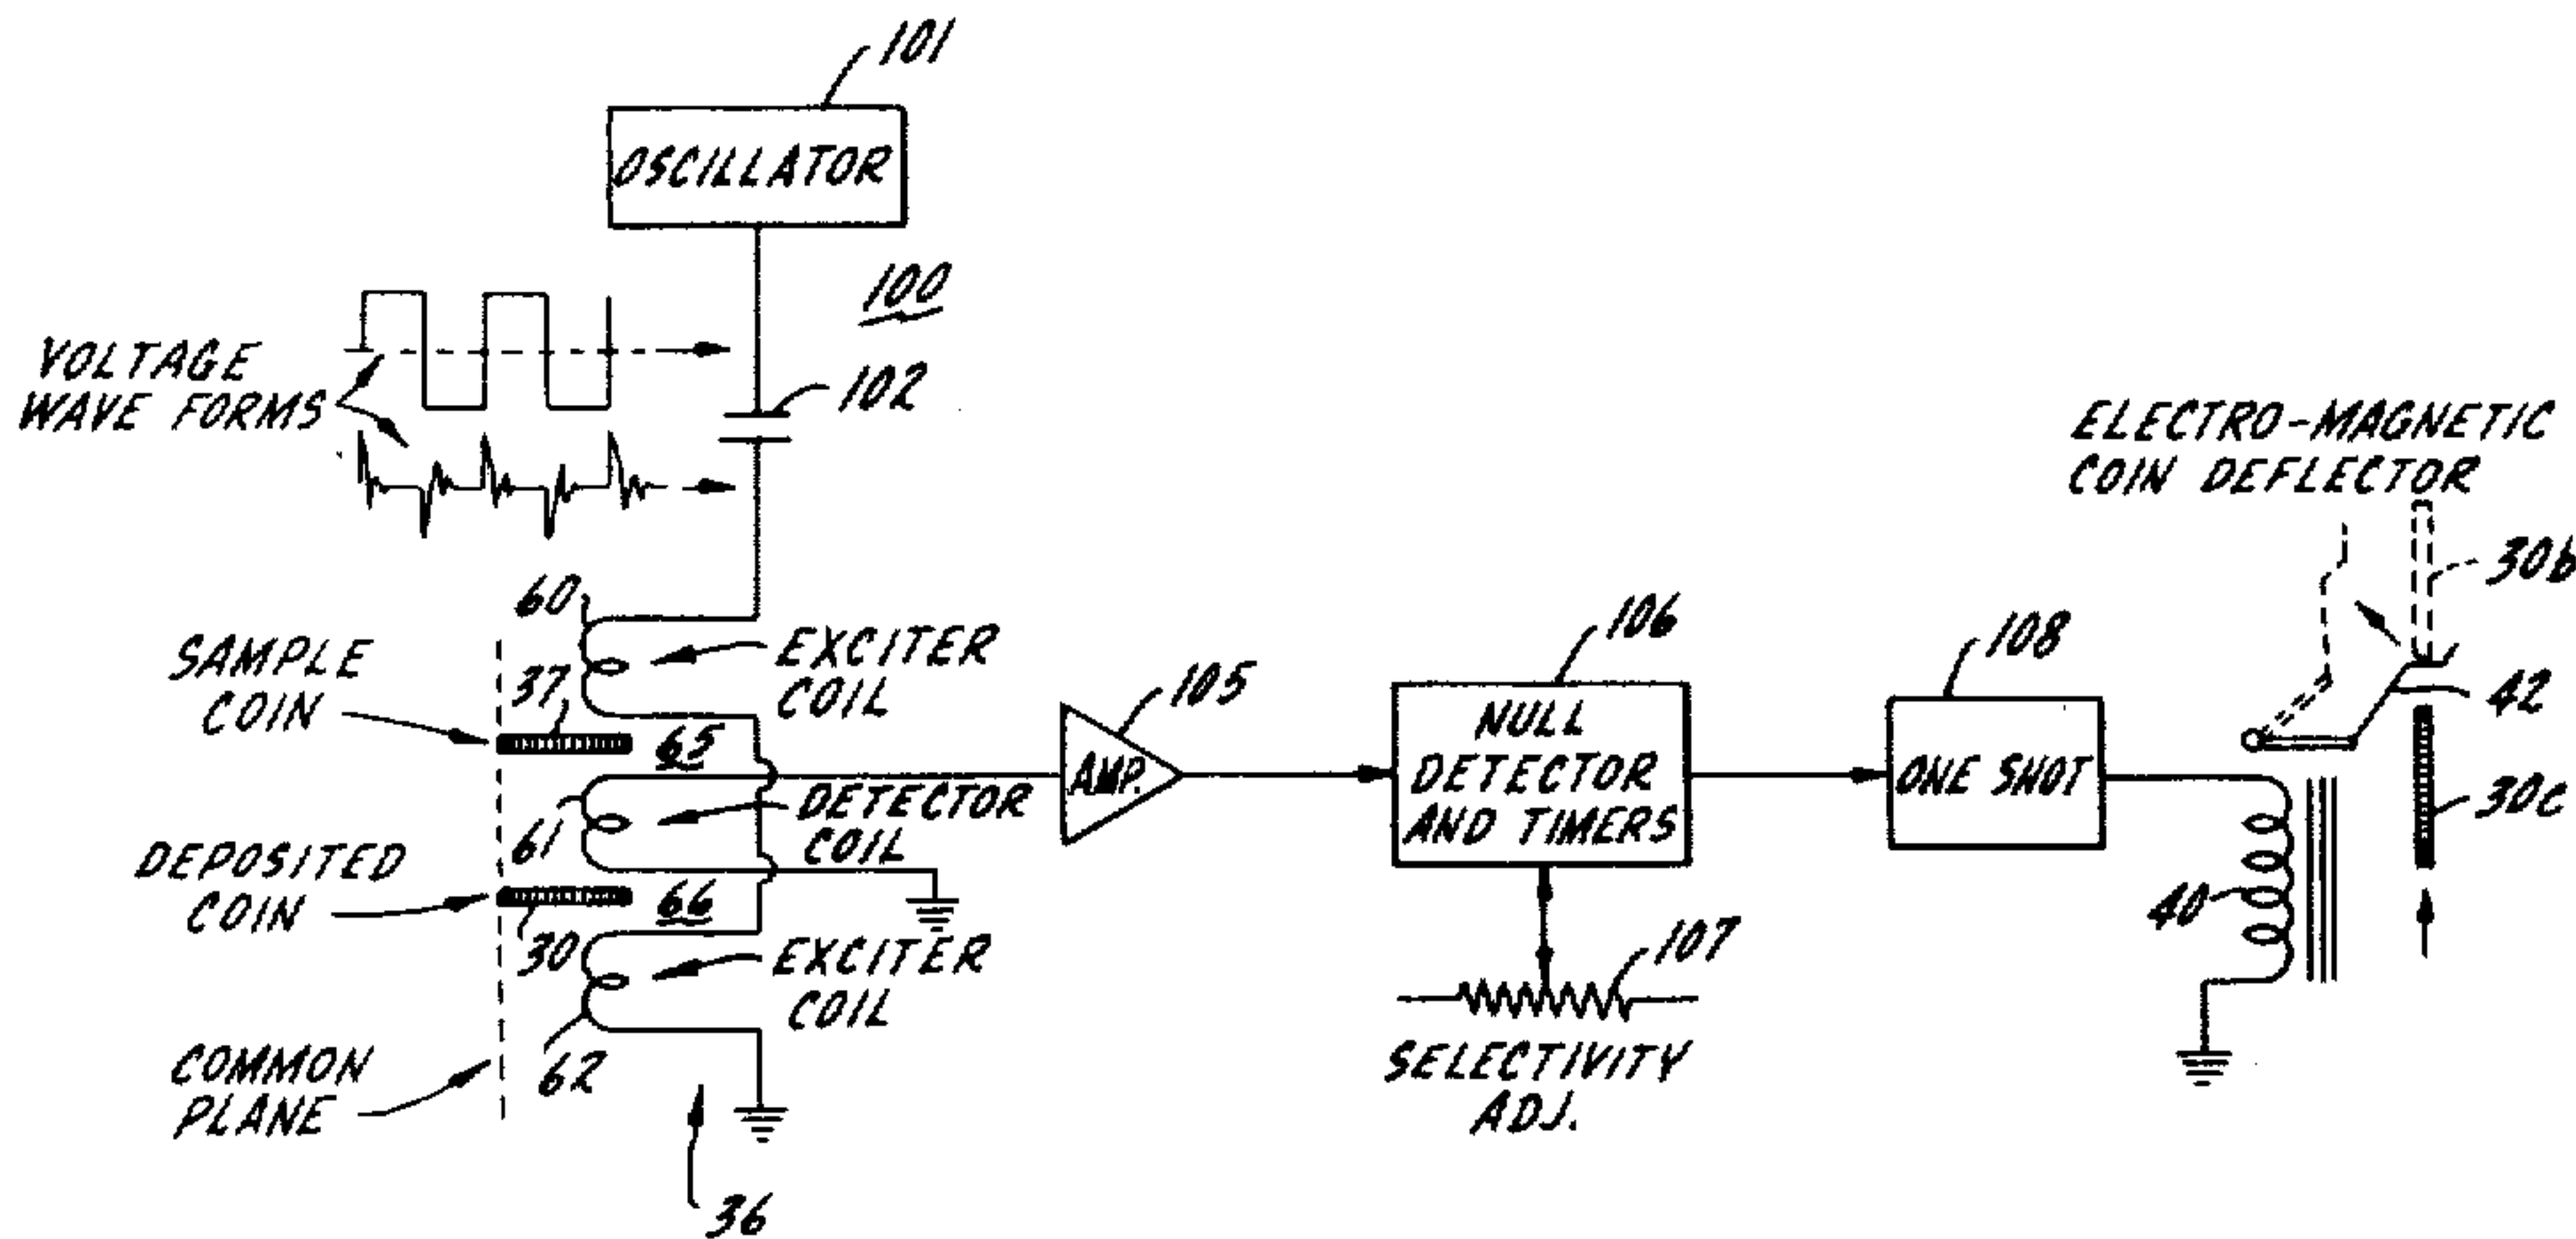 101
OSCILLATOR
100
VOLTAGE
WAVE FORMS
102
ELECTRO-MAGNETIC
COIN DEFLECTOR
30b
60
SAMPLE
COIN
37
EXCITER
COIL
65
105
AMP.
106
NULL
DETECTOR
AND TIMERS
108
ONE SHOT
42
30c
61
DETECTOR
COIL
DEPOSITED
COIN
66
30
EXCITER
COIL
62
40
107
SELECTIVITY
ADJ.
COMMON
PLANE
36